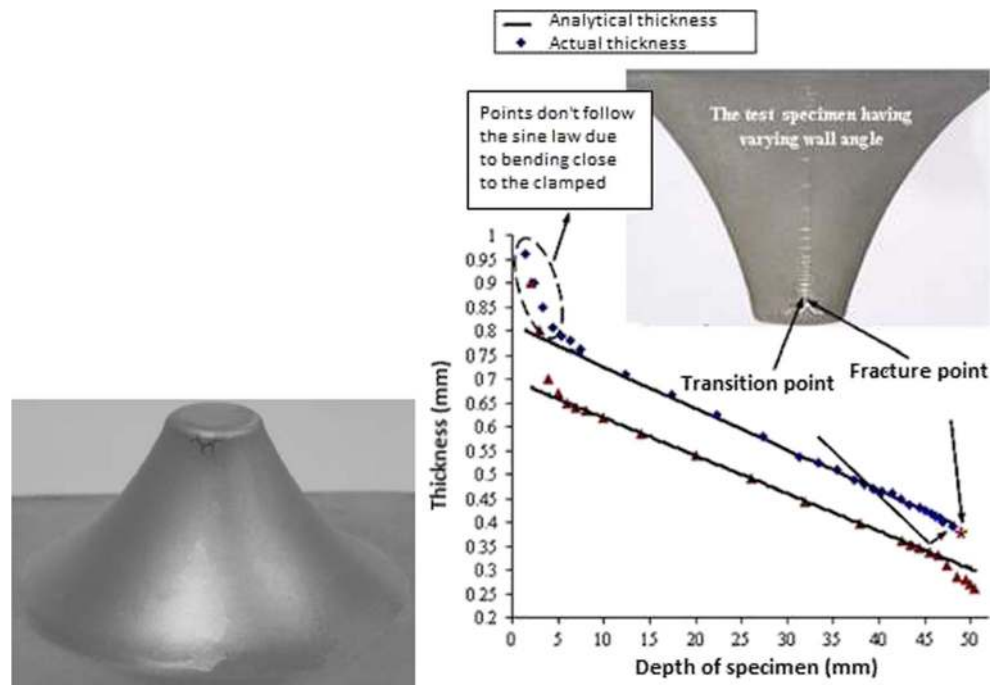 Analytical thickness
Actual thickness
Points don't follow
the sine law due
to bending close
to the clamped
The test specimen having
varying wall angle
Transition point
Fracture point
Thickness (mm)
1
0.95
0.9
0.85
0.8
0.75
0.7
0.65
0.6
0.55
0.5
0.45
0.4
0.35
0.3
0.25
0.2
0 5 10 15 20 25 30 35 40 45 50
Depth of specimen (mm)